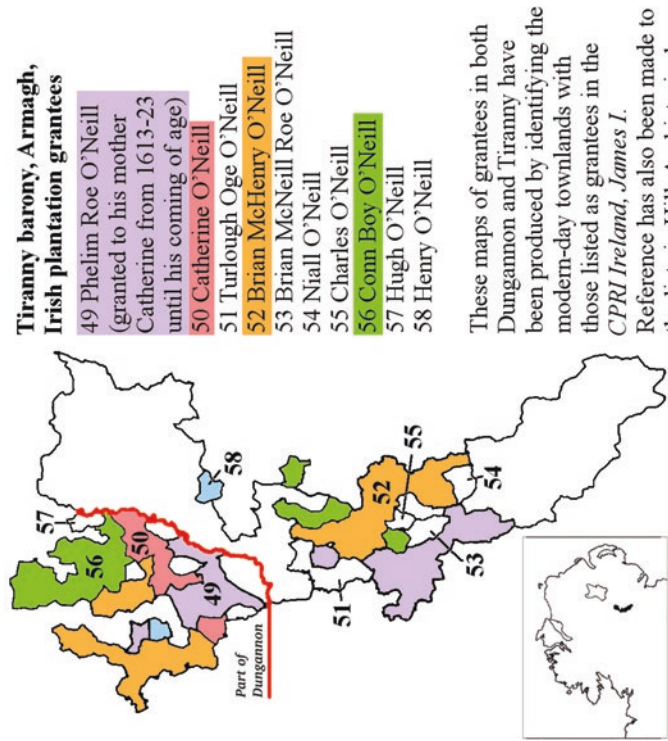 Tiranny barony, Armagh,
Irish plantation grantees
49 Phelim Roe O'Neill
(granted to his mother
Catherine from 1613-23
until his coming of age)
50 Catherine O'Neill
51 Turlough Oge O'Neill
52 Brian McHenry O'Neill
53 Brian McNeill Roe O'Neill
54 Niall O'Neill
55 Charles O'Neill
56 Conn Boy O'Neill
57 Hugh O'Neill
58 Henry O'Neill
These maps of grantees in both
Dungannon and Tiranny have
been produced by identifying the
modern-day townlands with
those listed as grantees in the
CPRI Ireland, James I.
Reference has also been made to
57
56
50
58
49
Part of
Dungannon
52
55
51
53
54